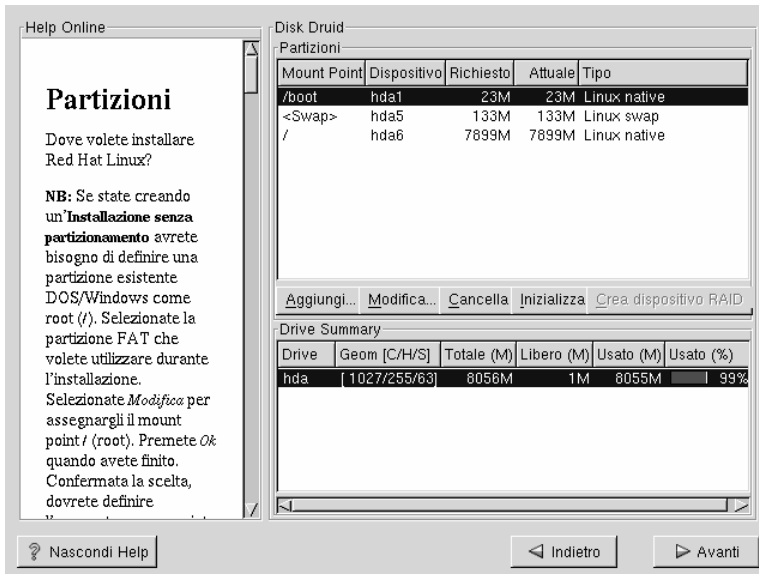 Help Online
Partizioni
Dove volete installare
Red Hat Linux?
NB: Se state creando
un'Installazione senza
partizionamento avrete
bisogno di definire una
partizione esistente
DOS/Windows come
root (/). Selezionate la
partizione FAT che
volete utilizzare durante
l'installazione.
Selezionate Modifica per
assegnargli il mount
point / (root). Premete Ok
quando avete finito.
Confermata la scelta,
dovrete definire
Disk Druid
Partizioni
Mount Point Dispositivo Richiesto Attuale Tipo
/boot hda1 23M 23M Linux native
<Swap> hda5 133M 133M Linux swap
/ hda6 7899M 7899M Linux native
Aggiungi... Modifica... Cancella Inizializza Crea dispositivo RAID
Drive Summary
Drive Geom [C/H/S] Totale (M) Libero (M) Usato (M) Usato (%)
hda [ 1027/255/63] 8056M 1M 8055M 99%
Nascondi Help Indietro Avanti